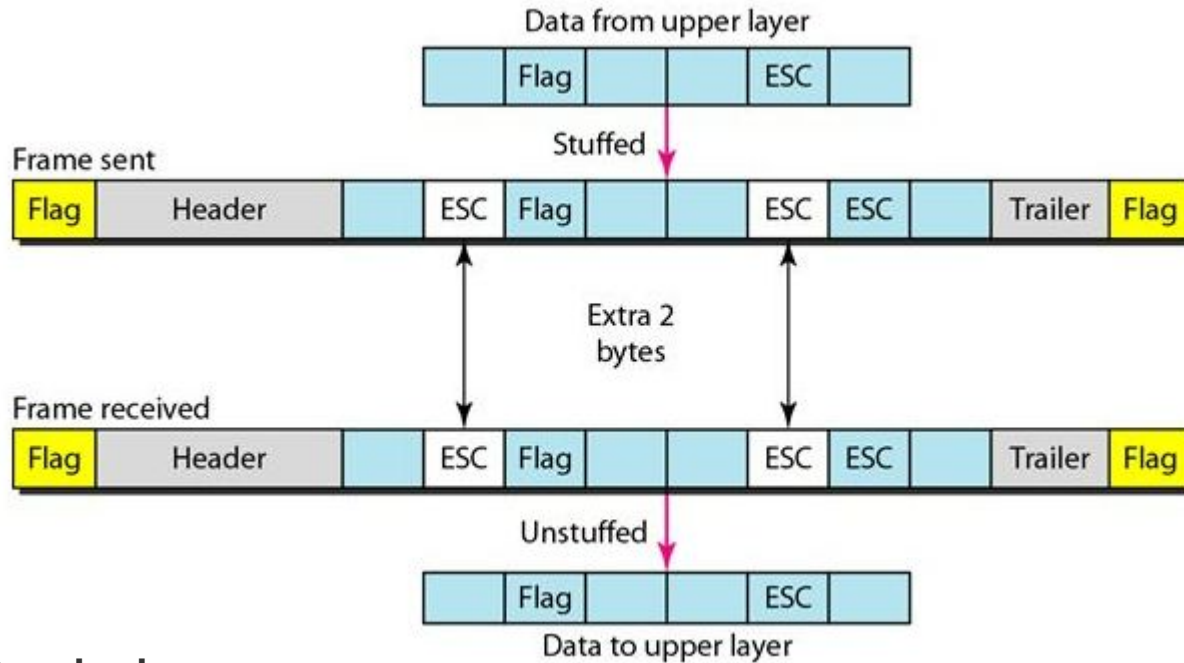 Data from upper layer
Flag ESC
Stuffed
Frame sent
Flag Header ESC Flag ESC ESC Trailer Flag
Extra 2
bytes
Frame received
Flag Header ESC Flag ESC ESC Trailer Flag
Unstuffed
Flag ESC
Data to upper layer